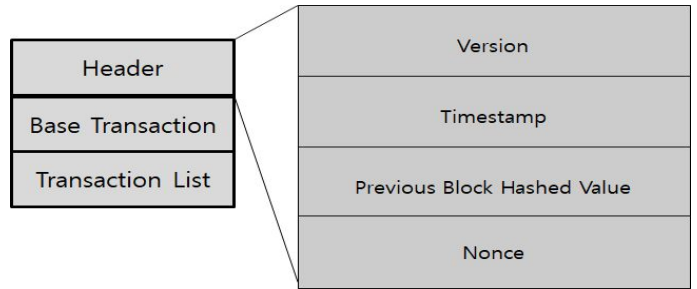 Header
Base Transaction
Transaction List
Version
Timestamp
Previous Block Hashed Value
Nonce